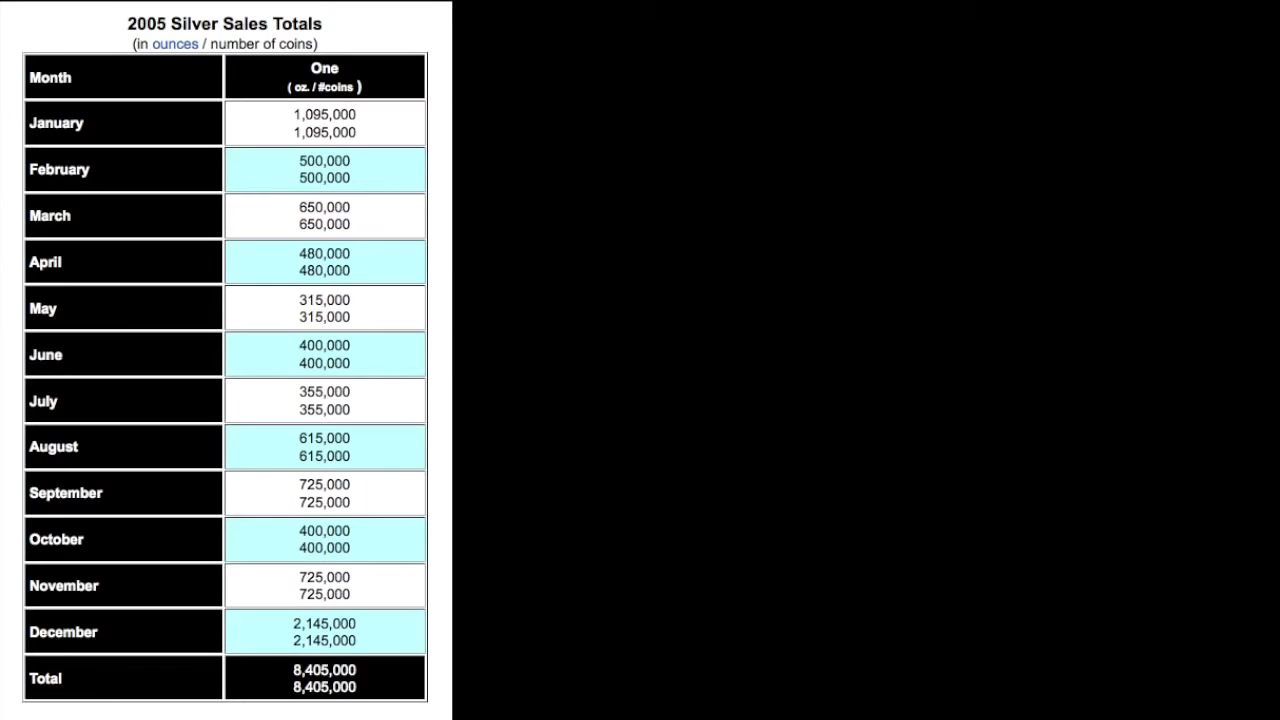 2005 Silver Sales Totals
(in ounces / number of coins)
Month
One
( oz. / #coins )
January
1,095,000
1,095,000
February
500,000
500,000
March
650,000
650,000
April
480,000
480,000
May
315,000
315,000
June
400,000
400,000
July
355,000
355,000
August
615,000
615,000
September
725,000
725,000
October
400,000
400,000
November
725,000
725,000
December
2,145,000
2,145,000
Total
8,405,000
8,405,000